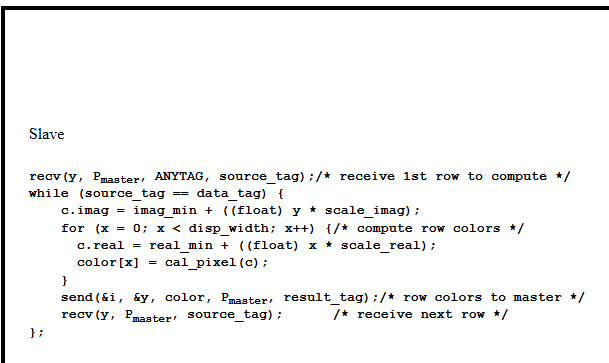 Slave
recv(y, Pmaster, ANYTAG, source_tag);/* receive 1st row to compute */
while (source_tag == data_tag) {
    c.imag = imag_min + ((float) y * scale_imag);
    for (x = 0; x < disp_width; x++) {/* compute row colors */
      c.real = real_min + ((float) x * scale_real);
      color[x] = cal_pixel(c);
    }
    send(&i, &y, color, Pmaster, result_tag);/* row colors to master */
    recv(y, Pmaster, source_tag);      /* receive next row */
};